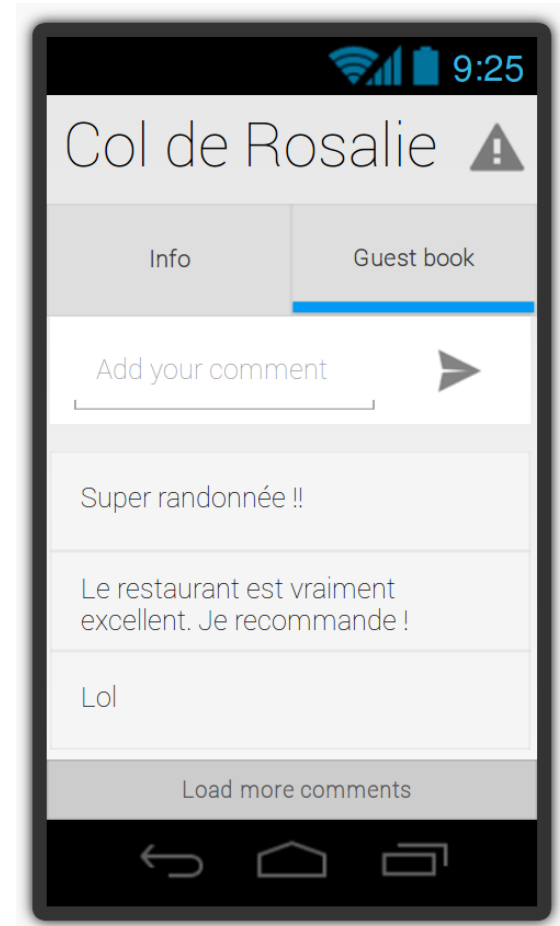 9:25
Col de Rosalie
Info
Guest book
Add your comment
Super randonnée !!
Le restaurant est vraiment
excellent. Je recommande !
Lol
Load more comments